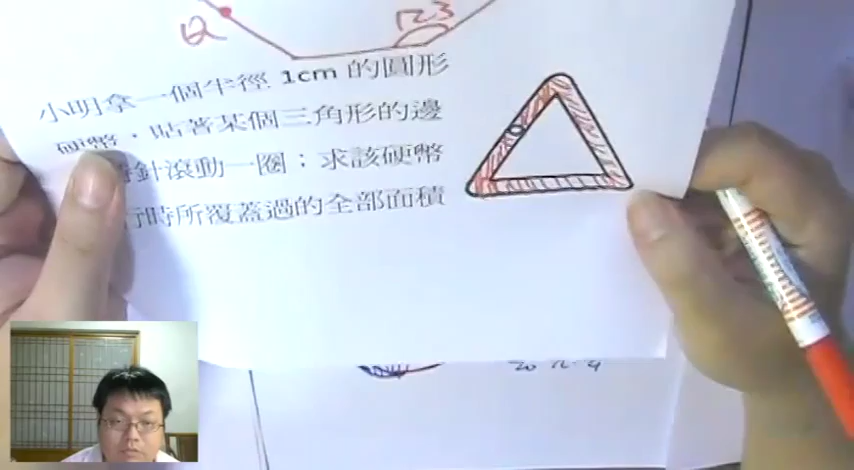 Q 123
小明拿一個半徑 1cm 的圓形
硬幣，貼著某個三角形的邊
時針滾動一圈；求該硬幣
行時所覆蓋過的全部面積